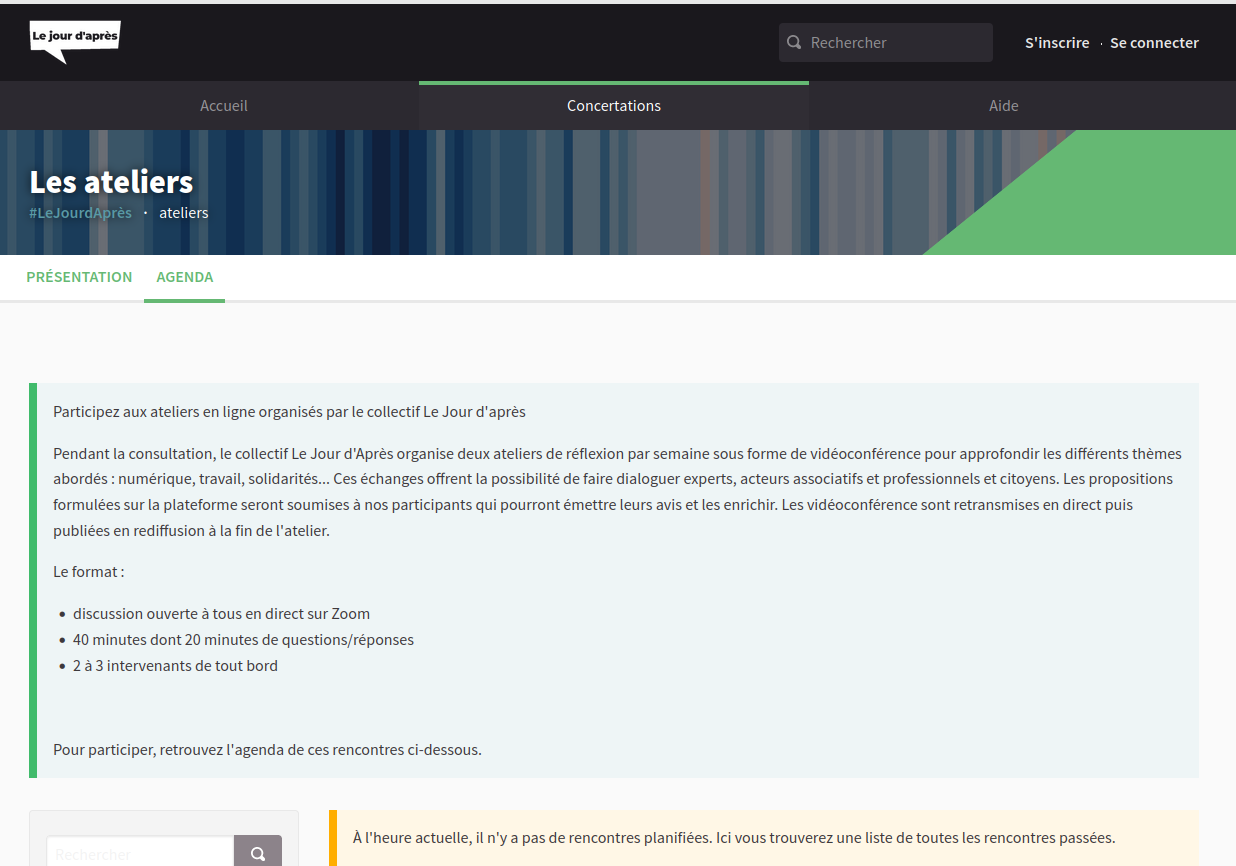 Le jour d'après
Rechercher
S'inscrire · Se connecter
Accueil
Concertations
Aide
Les ateliers
#LeJourdAprès · ateliers
PRÉSENTATION
AGENDA
Participez aux ateliers en ligne organisés par le collectif Le Jour d'après
Pendant la consultation, le collectif Le Jour d'Après organise deux ateliers de réflexion par semaine sous forme de vidéoconférence pour approfondir les différents thèmes
abordés : numérique, travail, solidarités... Ces échanges offrent la possibilité de faire dialoguer experts, acteurs associatifs et professionnels et citoyens. Les propositions
formulées sur la plateforme seront soumises à nos participants qui pourront émettre leurs avis et les enrichir. Les vidéoconférence sont retransmises en direct puis
publiées en rediffusion à la fin de l'atelier.
Le format :
• discussion ouverte à tous en direct sur Zoom
• 40 minutes dont 20 minutes de questions/réponses
• 2 à 3 intervenants de tout bord
Pour participer, retrouvez l'agenda de ces rencontres ci-dessous.
Rechercher
À l'heure actuelle, il n'y a pas de rencontres planifiées. Ici vous trouverez une liste de toutes les rencontres passées.